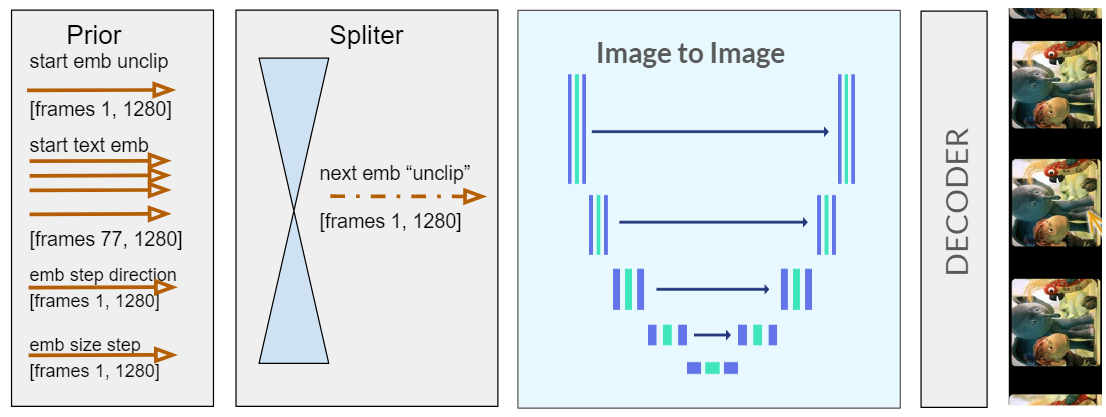 Prior
start emb unclip
[frames 1, 1280]
start text emb
[frames 77, 1280]
emb step direction
[frames 1, 1280]
emb size step
[frames 1, 1280]
Spliter
next emb “unclip”
[frames 1, 1280]
Image to Image
DECODER